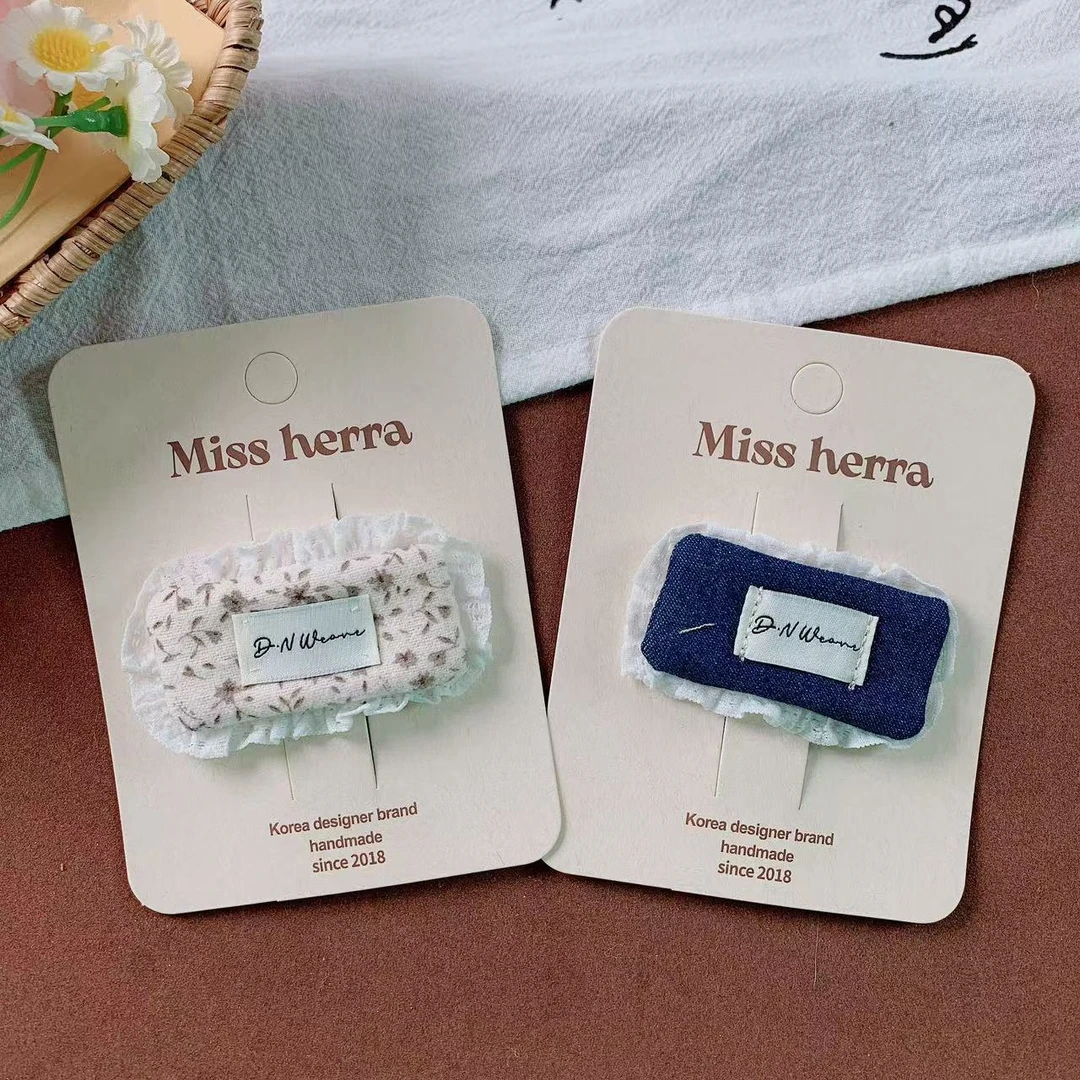 Miss herra
D·N Weave
Korea designer brand
handmade
since 2018
Miss herra
D·N Weave
Korea designer brand
handmade
since 2018